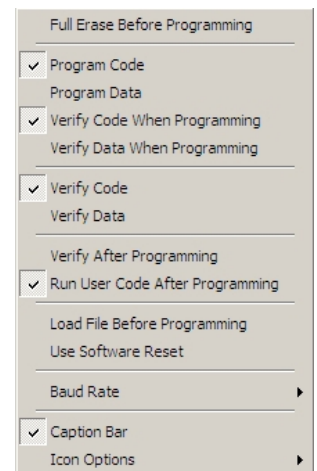 Full Erase Before Programming
Program Code
Program Data
Verify Code When Programming
Verify Data When Programming
Verify Code
Verify Data
Verify After Programming
Run User Code After Programming
Load File Before Programming
Use Software Reset
Baud Rate
Caption Bar
Icon Options